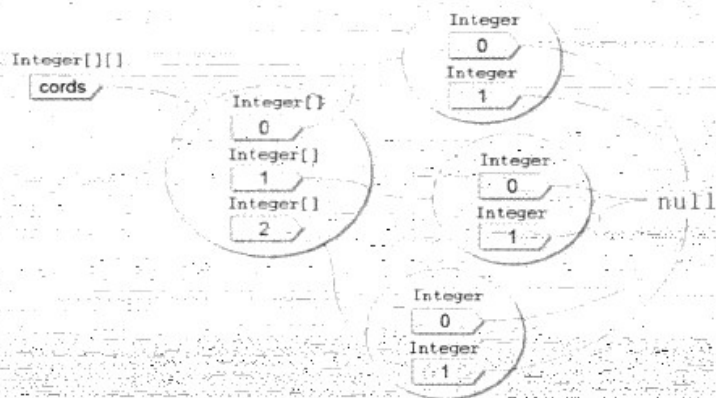 Integer[][]
cords
Integer[]
0
Integer[]
1
Integer[]
2
Integer
0
Integer
1
Integer
0
Integer
1
null
Integer
0
Integer
1